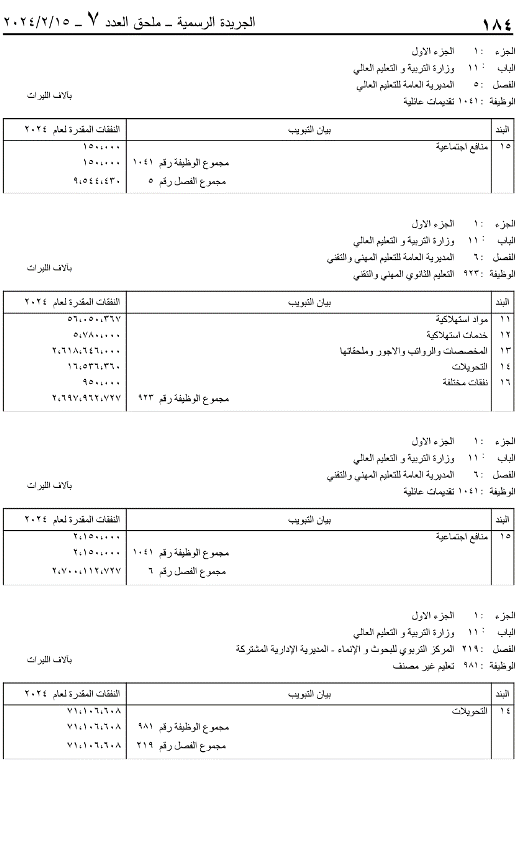 ١٨٤ الجريدة الرسمية ــ ملحق العدد ٧ ــ ٢٠٢٤/٢/١٥
الجزء : ١ الجزء الاول
الباب : ١١ وزارة التربية و التعليم العالي
الفصل : ٥ المديرية العامة للتعليم العالي
الوظيفة : ١٠٤١ تقديمات عائلية
بآلاف الليرات
البند بيان التبويب النفقات المقدرة لعام ٢٠٢٤
١٥ منافع اجتماعية ١٥٠،٠٠٠
مجموع الوظيفة رقم ١٠٤١ ١٥٠،٠٠٠
مجموع الفصل رقم ٥ ٩،٥٤٤،٤٣٠
الجزء : ١ الجزء الاول
الباب : ١١ وزارة التربية و التعليم العالي
الفصل : ٦ المديرية العامة للتعليم المهني والتقني
الوظيفة : ٩٢٣ التعليم الثانوي المهني والتقني
بآلاف الليرات
البند بيان التبويب النفقات المقدرة لعام ٢٠٢٤
١١ مواد استهلاكية ٥٦،٠٥٠،٣٦٧
١٢ خدمات استهلاكية ٥،٧٨٠،٠٠٠
١٣ المخصصات والرواتب والاجور وملحقاتها ٢،٦١٨،٦٤٦،٠٠٠
١٤ التحويلات ١٦،٥٣٦،٣٦٠
١٦ نفقات مختلفة ٩٥٠،٠٠٠
مجموع الوظيفة رقم ٩٢٣ ٢،٦٩٧،٩٦٢،٧٢٧
الجزء : ١ الجزء الاول
الباب : ١١ وزارة التربية و التعليم العالي
الفصل : ٦ المديرية العامة للتعليم المهني والتقني
الوظيفة : ١٠٤١ تقديمات عائلية
بآلاف الليرات
البند بيان التبويب النفقات المقدرة لعام ٢٠٢٤
١٥ منافع اجتماعية ٢،١٥٠،٠٠٠
مجموع الوظيفة رقم ١٠٤١ ٢،١٥٠،٠٠٠
مجموع الفصل رقم ٦ ٢،٧٠٠،١١٢،٧٢٧
الجزء : ١ الجزء الاول
الباب : ١١ وزارة التربية و التعليم العالي
الفصل : ٢١٩ المركز التربوي للبحوث و الإنماء - المديرية الإدارية المشتركة
الوظيفة : ٩٨١ تعليم غير مصنف
بآلاف الليرات
البند بيان التبويب النفقات المقدرة لعام ٢٠٢٤
١٤ التحويلات ٧١،١٠٦،٦٠٨
مجموع الوظيفة رقم ٩٨١ ٧١،١٠٦،٦٠٨
مجموع الفصل رقم ٢١٩ ٧١،١٠٦،٦٠٨